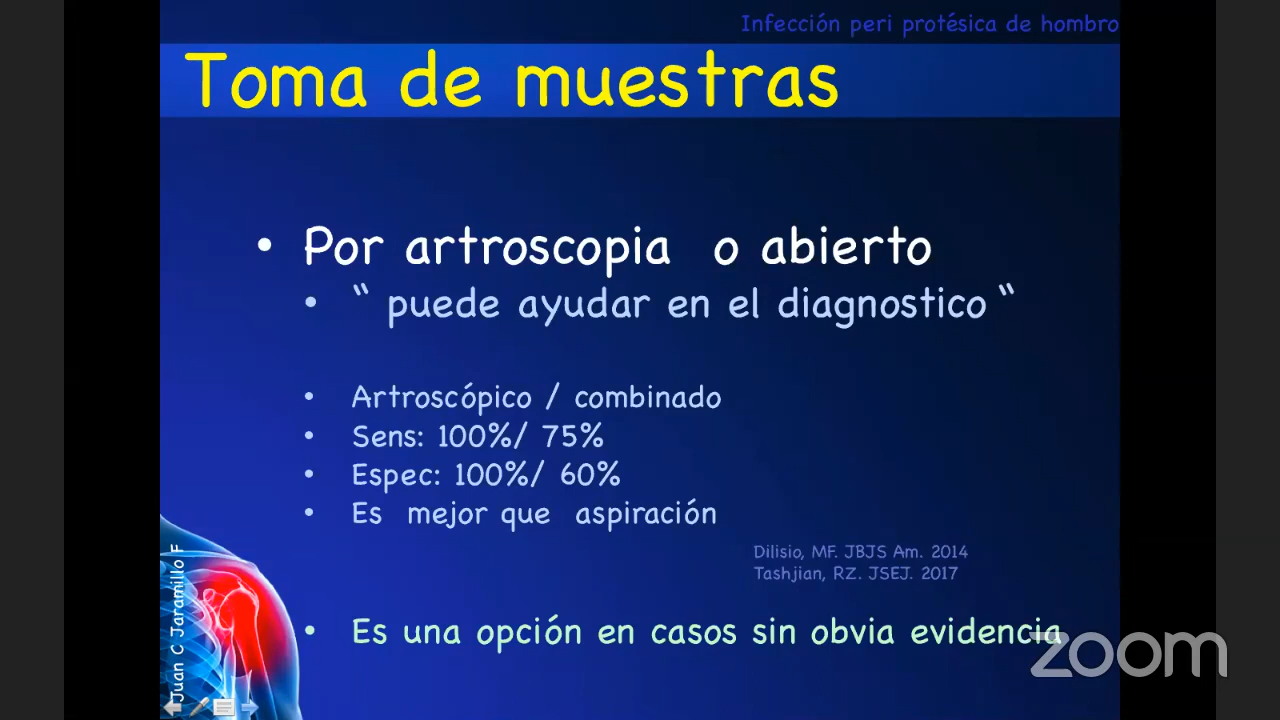 Infección peri protésica de hombro
Toma de muestras
• Por artroscopia o abierto
• “ puede ayudar en el diagnostico “
• Artroscópico / combinado
• Sens: 100%/ 75%
• Espec: 100%/ 60%
• Es mejor que aspiración
Dilisio, MF. JBJS Am. 2014
Tashjian, RZ. JSEJ. 2017
• Es una opción en casos sin obvia evidencia
Juan C Jaramillo F
zoom